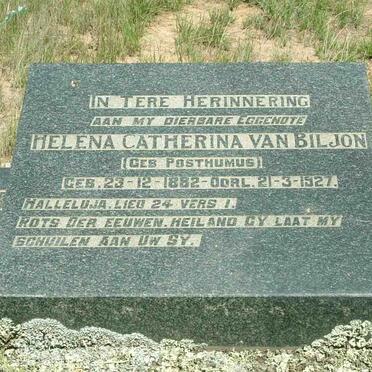 In Tere Herinnering
aan my dierbare Eggenote
Helena Catherina van Biljon
(Geb Posthumus)
Geb. 23-12-1882-Oorl. 21-3-1927.
Halleluja. Lied 24 vers 1.
Rots der eeuwen. Heiland Gy laat my
schuilen aan Uw Sy.